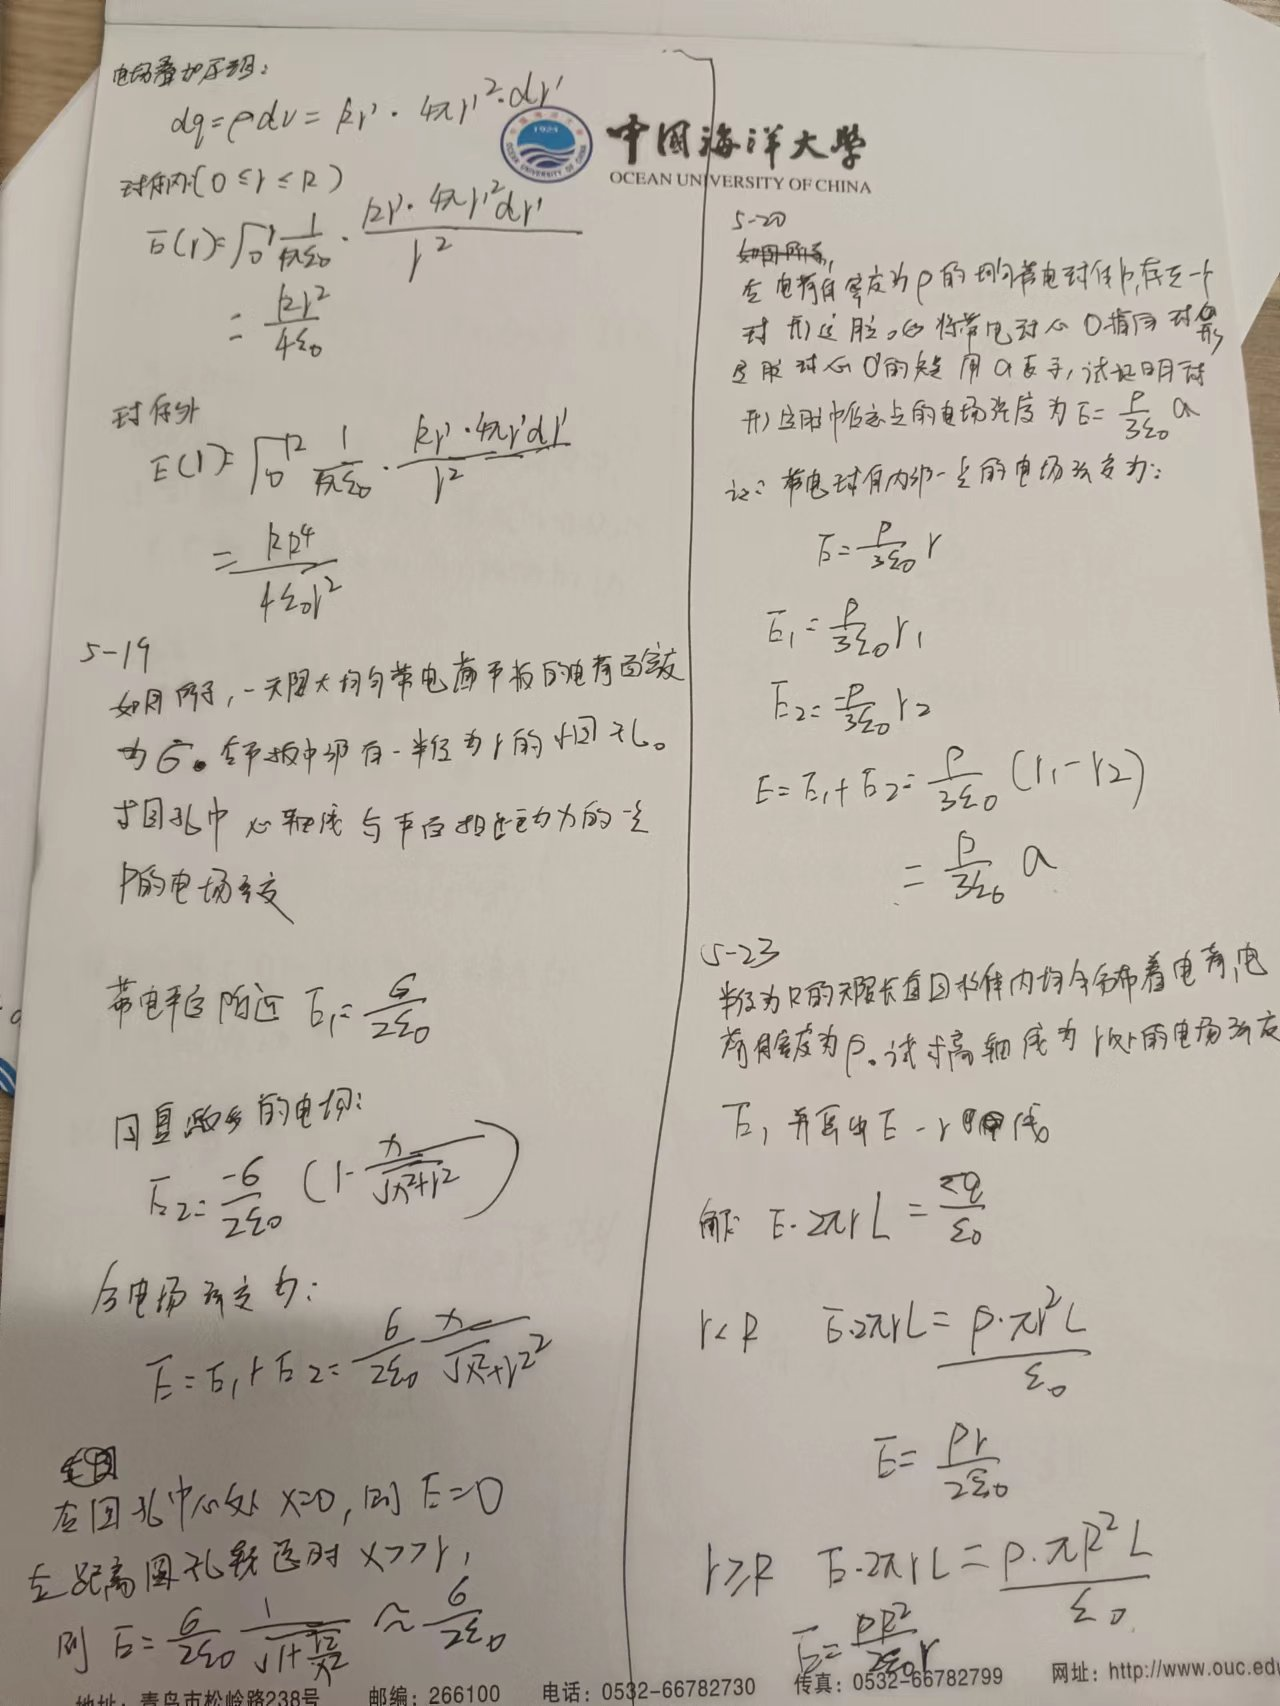 电场叠加原理:
dq=ρdv=kr'·4πr'²·dr'
球体内(0≤r≤R)
E(r)=∫₀ʳ 1/4πε₀ · kr'·4πr'²dr'/r²
= kr²/4ε₀
球体外
E(r)=∫₀ᴿ 1/4πε₀ · kr'·4πr'dr'/r²
= kR⁴/4ε₀r²
5-19
如图所示,一无限大均匀带电薄平板的电荷面密度
为σ。在平板中部有一半径为r的小圆孔。
求圆孔中心轴线与平面相距为x的一点
P的电场强度
带电平面附近 E₁=σ/2ε₀
圆盘激发的电场:
E₂=-σ/2ε₀ (1-x/√x²+r²)
合电场强度为:
E=E₁+E₂=σ/2ε₀ x/√x²+r²
在圆孔中心处 x=0,则 E=0
在距离圆孔较远时 x>>r,
则 E=σ/2ε₀ 1/√1+r²/x² ≈ σ/2ε₀
中国海洋大学
OCEAN UNIVERSITY OF CHINA
5-20
如图所示,
在电荷体密度为ρ的均匀带电球体中,存在一个
球形空腔。将带电球心O指向球形
空腔球心O'的矢量用a表示,试证明球
形空腔中任意点的电场强度为E=ρ/3ε₀ a
证:带电球体内部一点的电场强度为:
E=ρ/3ε₀ r
E₁=ρ/3ε₀ r₁
E₂=-ρ/3ε₀ r₂
E=E₁+E₂=ρ/3ε₀ (r₁-r₂)
=ρ/3ε₀ a
5-23
半径为R的无限长直圆柱体内均匀分布着电荷,电
荷体密度为ρ。试求离轴线为r处的电场强度
E,并画出E-r曲线
解: E·2πrL=Σq/ε₀
r<R E·2πrL=ρ·πr²L/ε₀
E=ρr/2ε₀
r≥R E·2πrL=ρ·πR²L/ε₀
E=ρR²/2ε₀r
地址: 青岛市松岭路238号 邮编: 266100 电话: 0532-66782730 传真: 0532-66782799 网址: http://www.ouc.edu